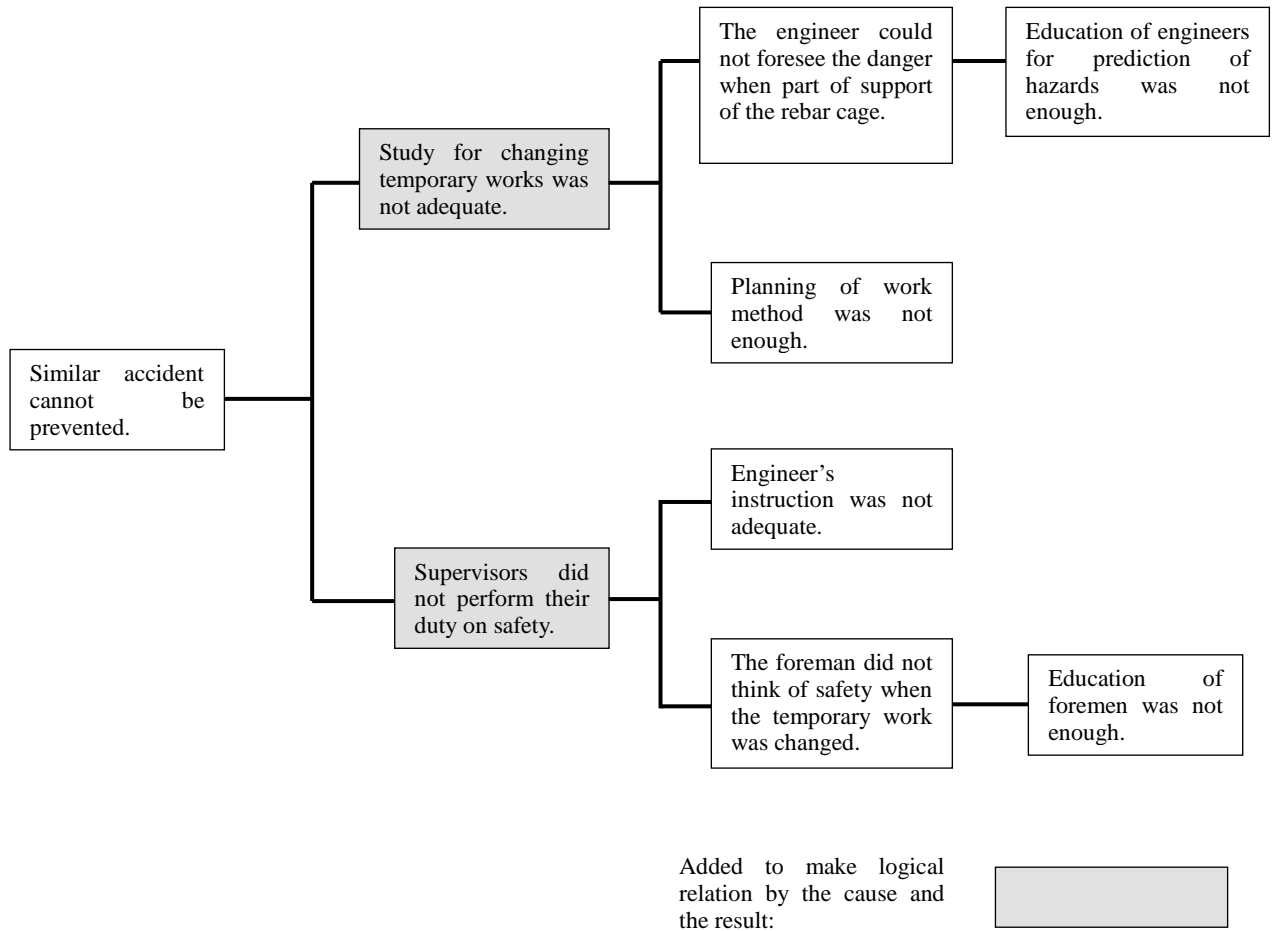 The engineer could
not foresee the danger
when part of support
of the rebar cage.
Education of engineers
for prediction of
hazards was not
enough.
Study for changing
temporary works was
not adequate.
Planning of work
method was not
enough.
Similar accident
cannot be
prevented.
Engineer's
instruction was not
adequate.
Supervisors did
not perform their
duty on safety.
The foreman did not
think of safety when
the temporary work
was changed.
Education of
foremen was not
enough.
Added to make logical
relation by the cause and
the result: